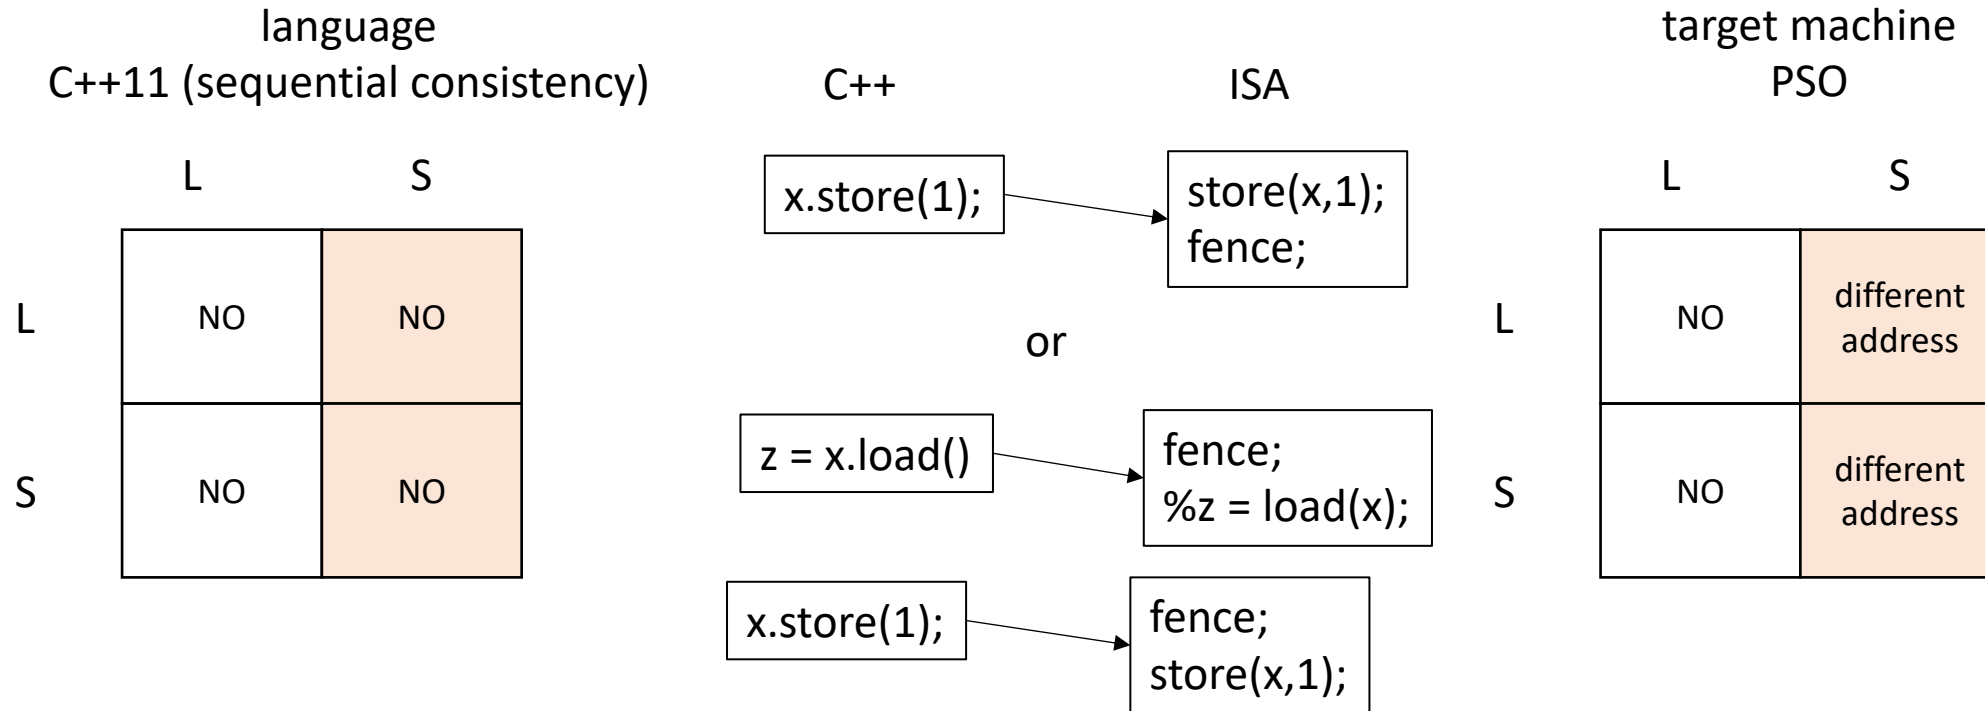 language
C++11 (sequential consistency)
L S
L NO NO
S NO NO
C++ ISA
x.store(1);
store(x,1);
fence;
or
z = x.load()
fence;
%z = load(x);
x.store(1);
fence;
store(x,1);
target machine
PSO
L S
L NO different
address
S NO different
address